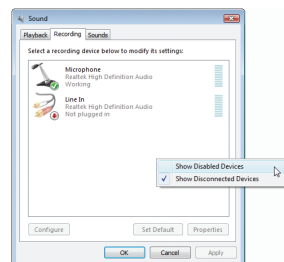 Sound
Playback Recording Sounds
Select a recording device below to modify its settings:
Microphone
Realtek High Definition Audio
Working
Line In
Realtek High Definition Audio
Not plugged in
Show Disabled Devices
✓ Show Disconnected Devices
Configure Set Default Properties
OK Cancel Apply